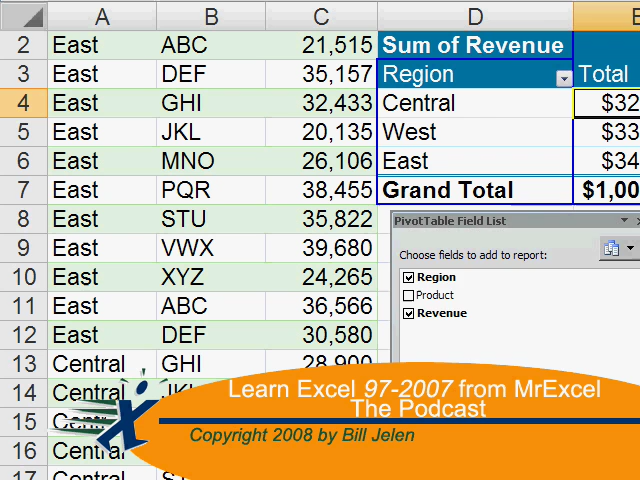 A B C D E
2 East ABC 21,515 Sum of Revenue
3 East DEF 35,157 Region Total
4 East GHI 32,433 Central $32
5 East JKL 20,135 West $33
6 East MNO 26,106 East $34
7 East PQR 38,455 Grand Total $1,00
8 East STU 35,822
PivotTable Field List
9 East VWX 39,680
Choose fields to add to report:
10 East XYZ 24,265
Region
Product
11 East ABC 36,566
Revenue
12 East DEF 30,580
13 Central GHI 28,900
14 Central JKL
15 Central
16 Central
17 Central
Learn Excel 97-2007 from MrExcel
The Podcast
Copyright 2008 by Bill Jelen